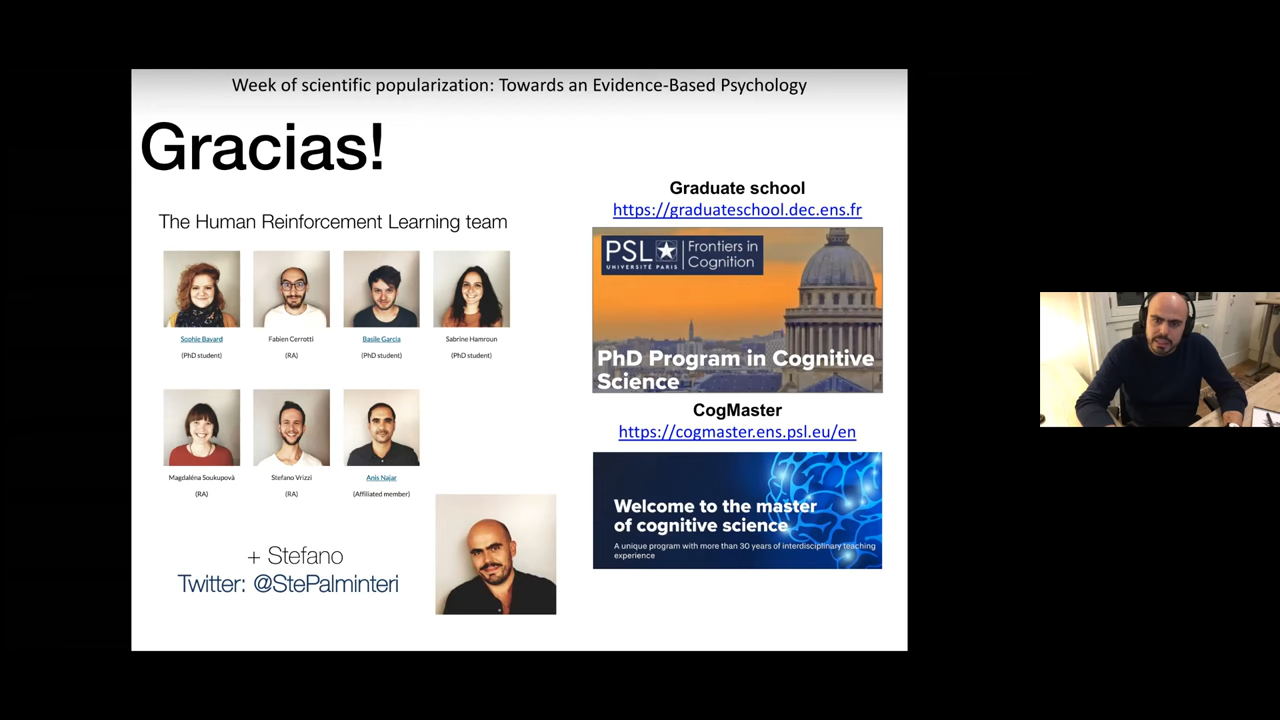 Week of scientific popularization: Towards an Evidence-Based Psychology
Gracias!
The Human Reinforcement Learning team
Sophie Bavard
(PhD student)
Fabien Cerrotti
(RA)
Basile Garcia
(PhD student)
Sabrine Hamroun
(PhD student)
Magdaléna Soukupová
(RA)
Stefano Vrizzi
(RA)
Anis Najar
(Affiliated member)
+ Stefano
Twitter: @StePalminteri
Graduate school
https://graduateschool.dec.ens.fr
PSL
UNIVERSITÉ PARIS
Frontiers in
Cognition
PhD Program in Cognitive
Science
CogMaster
https://cogmaster.ens.psl.eu/en
Welcome to the master
of cognitive science
A unique program with more than 30 years of interdisciplinary teaching
experience